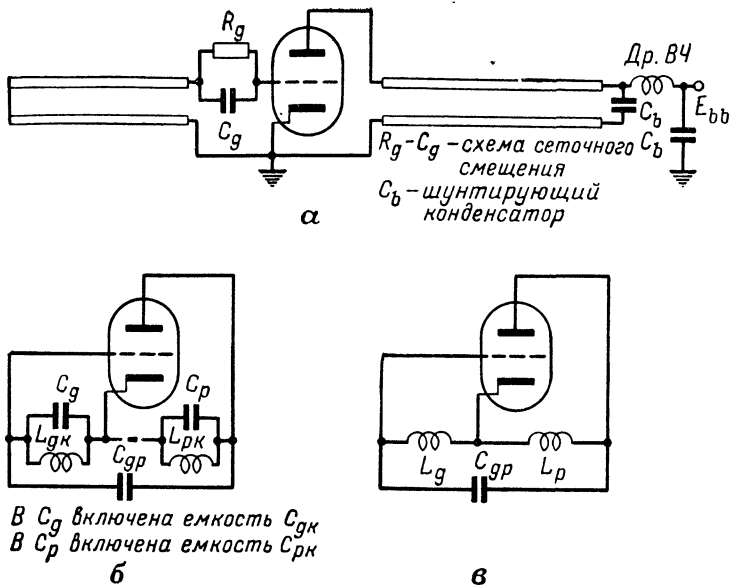 R_g
C_g
Др. ВЧ
C_b
C_b
E_bb
R_g–C_g – схема сеточного
смещения
C_b – шунтирующий
конденсатор
а
C_g
L_gк
C_p
L_pк
C_gp
В C_g включена емкость C_gк
В C_p включена емкость C_pк
б
L_g
C_gp
L_p
в